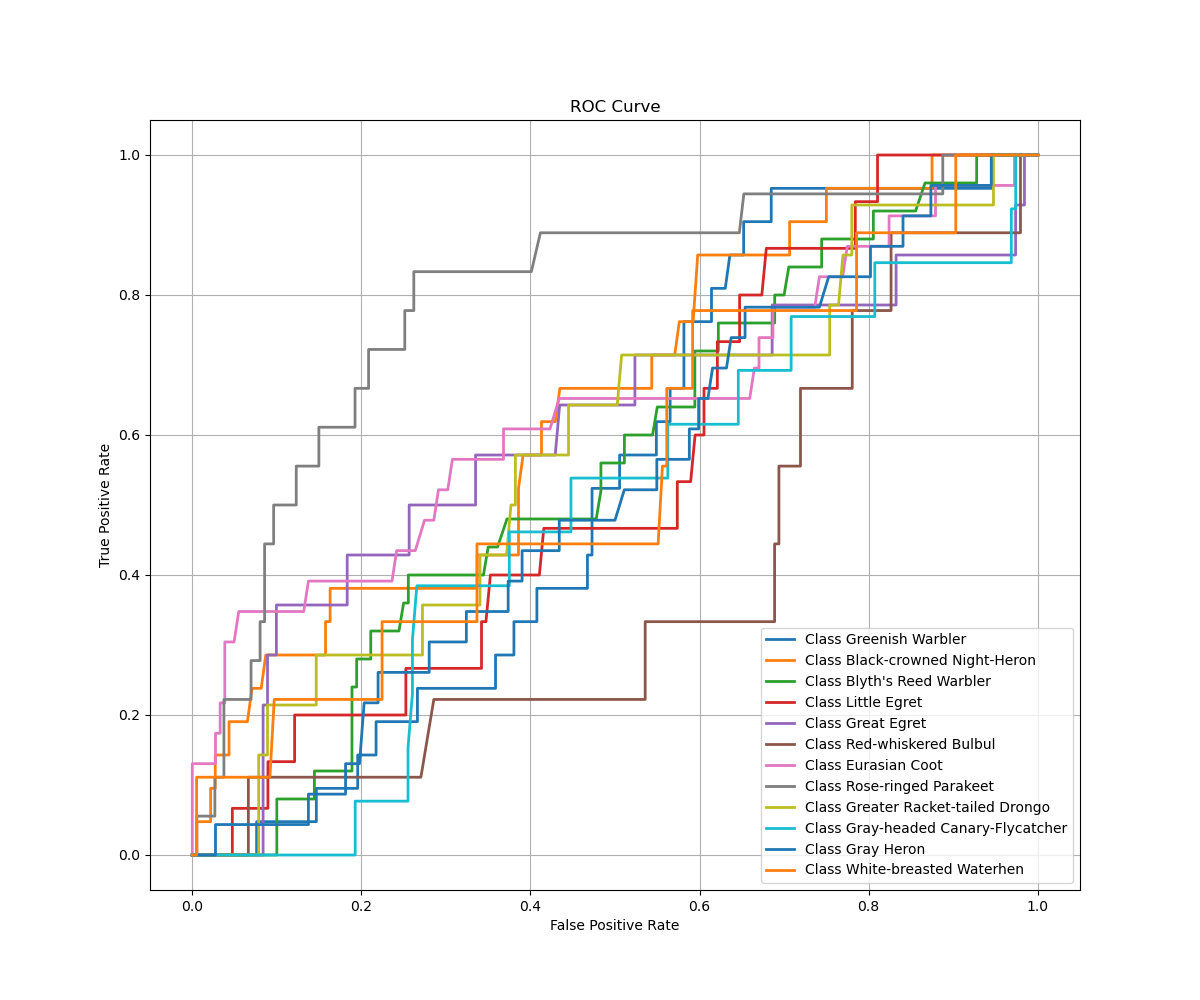 ROC Curve
1.0
0.8
0.6
0.4
0.2
0.0
True Positive Rate
Class Greenish Warbler
Class Black-crowned Night-Heron
Class Blyth's Reed Warbler
Class Little Egret
Class Great Egret
Class Red-whiskered Bulbul
Class Eurasian Coot
Class Rose-ringed Parakeet
Class Greater Racket-tailed Drongo
Class Gray-headed Canary-Flycatcher
Class Gray Heron
Class White-breasted Waterhen
0.0 0.2 0.4 0.6 0.8 1.0
False Positive Rate